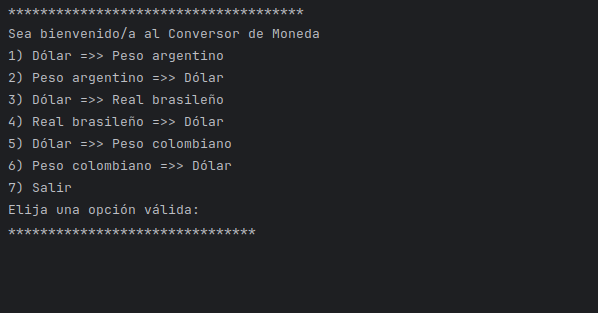 *************************************
Sea bienvenido/a al Conversor de Moneda
1) Dólar =>> Peso argentino
2) Peso argentino =>> Dólar
3) Dólar =>> Real brasileño
4) Real brasileño =>> Dólar
5) Dólar =>> Peso colombiano
6) Peso colombiano =>> Dólar
7) Salir
Elija una opción válida:
*******************************